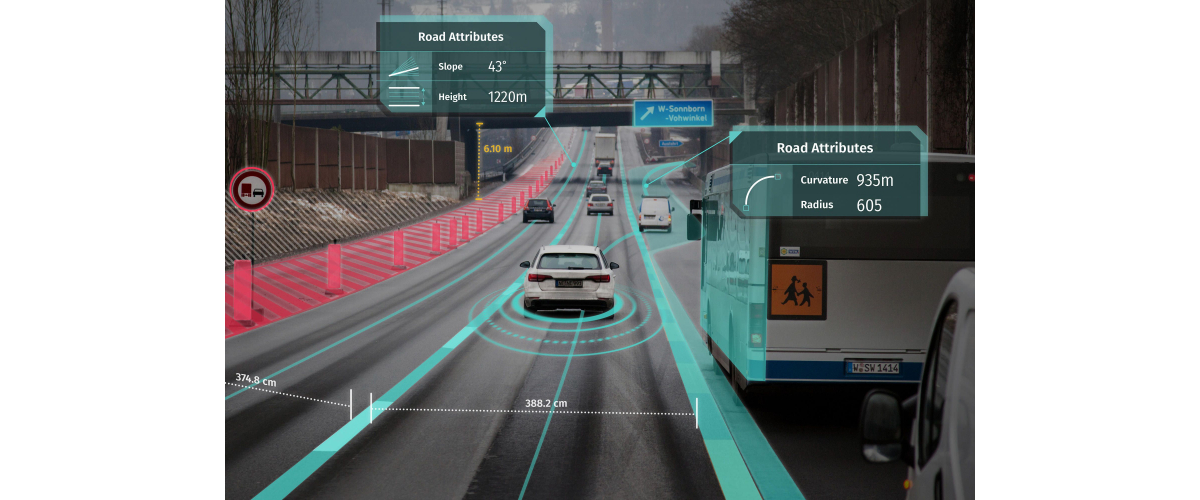 Road Attributes
Slope 43°
Height 1220m
W-Sonnborn
-Vohwinkel
6.10 m
Road Attributes
Curvature 935m
Radius 605
W-SW 1414
374.8 cm
388.2 cm